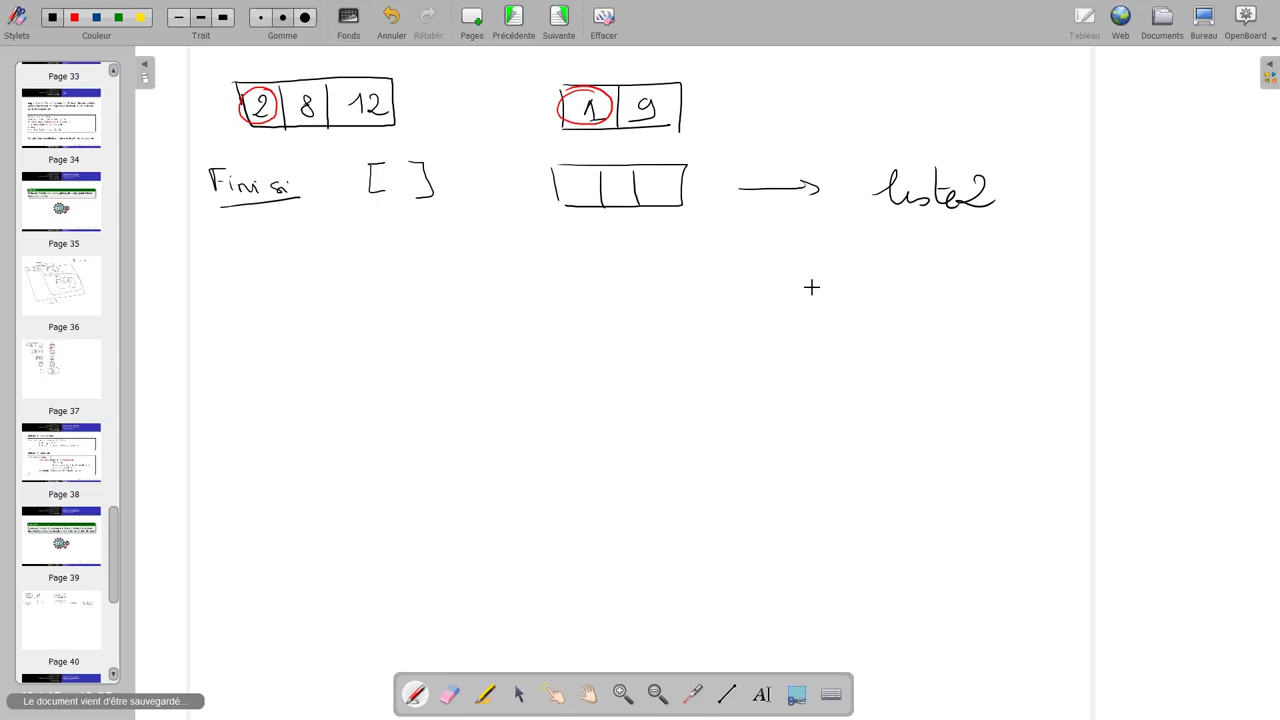 Stylets Couleur Trait Gomme Fonds Annuler Rétablir Pages Précédente Suivante Effacer Tableau Web Documents Bureau OpenBoard
Page 33
Page 34
Page 35
Page 36
Page 37
Page 38
Page 39
Page 40
2 8 12 1 9
Fini si [ ] → liste2
Le document vient d'être sauvegardé...